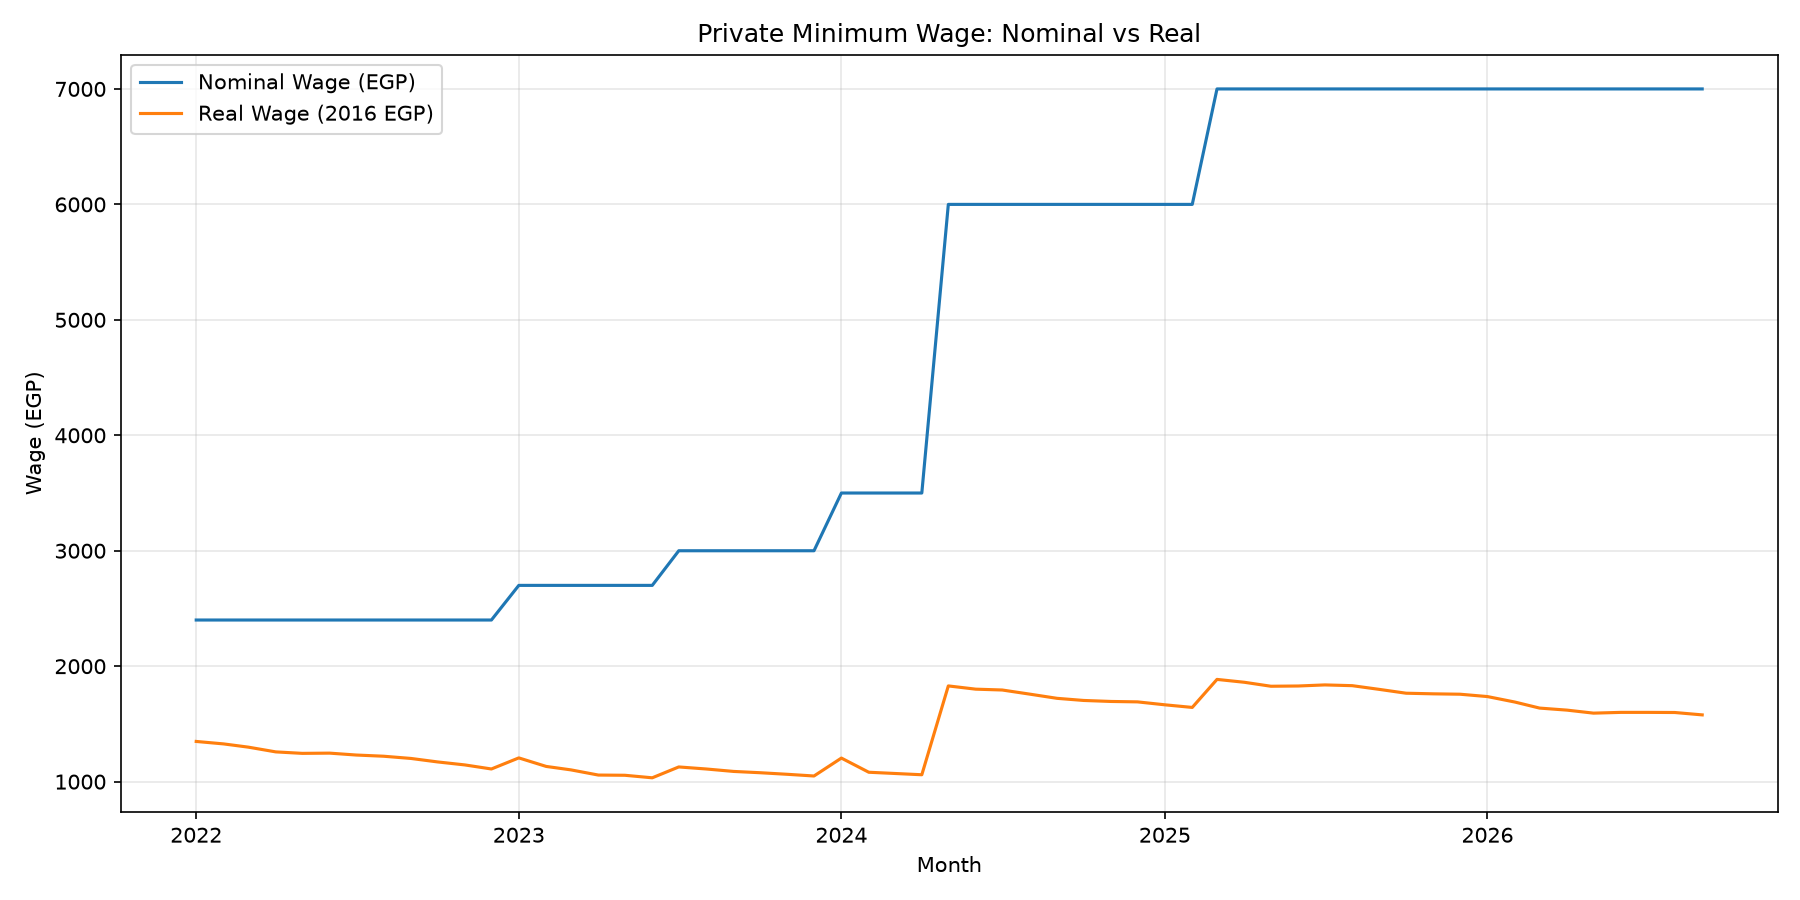 Private Minimum Wage: Nominal vs Real
Nominal Wage (EGP)
Real Wage (2016 EGP)
7000
6000
5000
4000
3000
2000
1000
Wage (EGP)
2022 2023 2024 2025 2026
Month